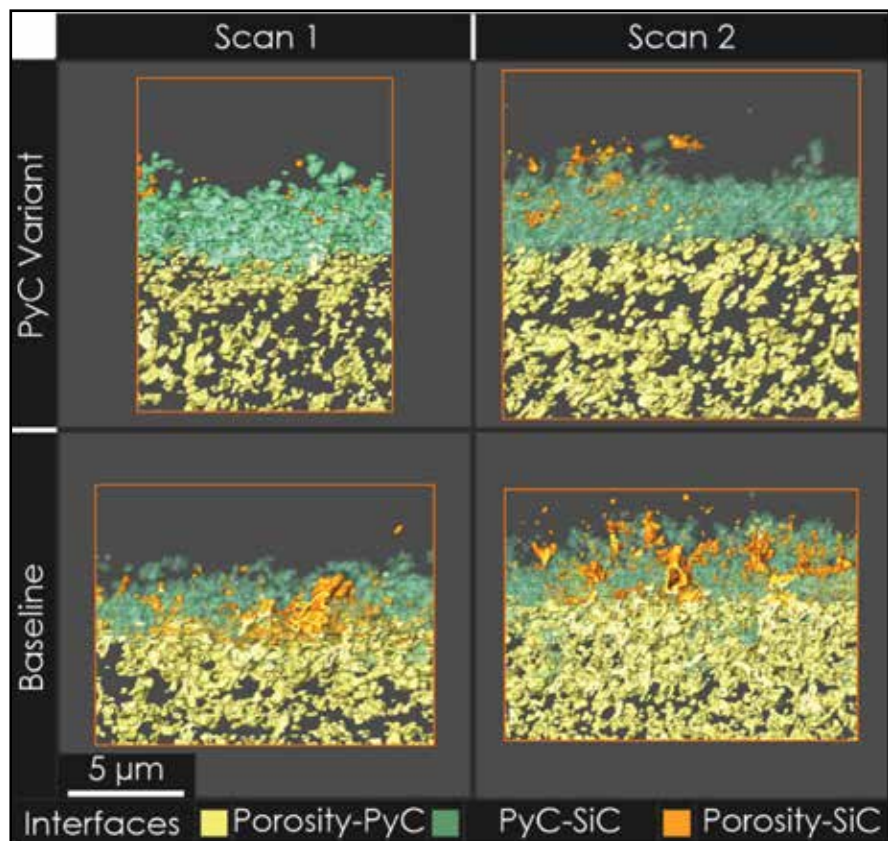 Scan 1
Scan 2
PyC Variant
Baseline
5 µm
Interfaces Porosity-PyC PyC-SiC Porosity-SiC